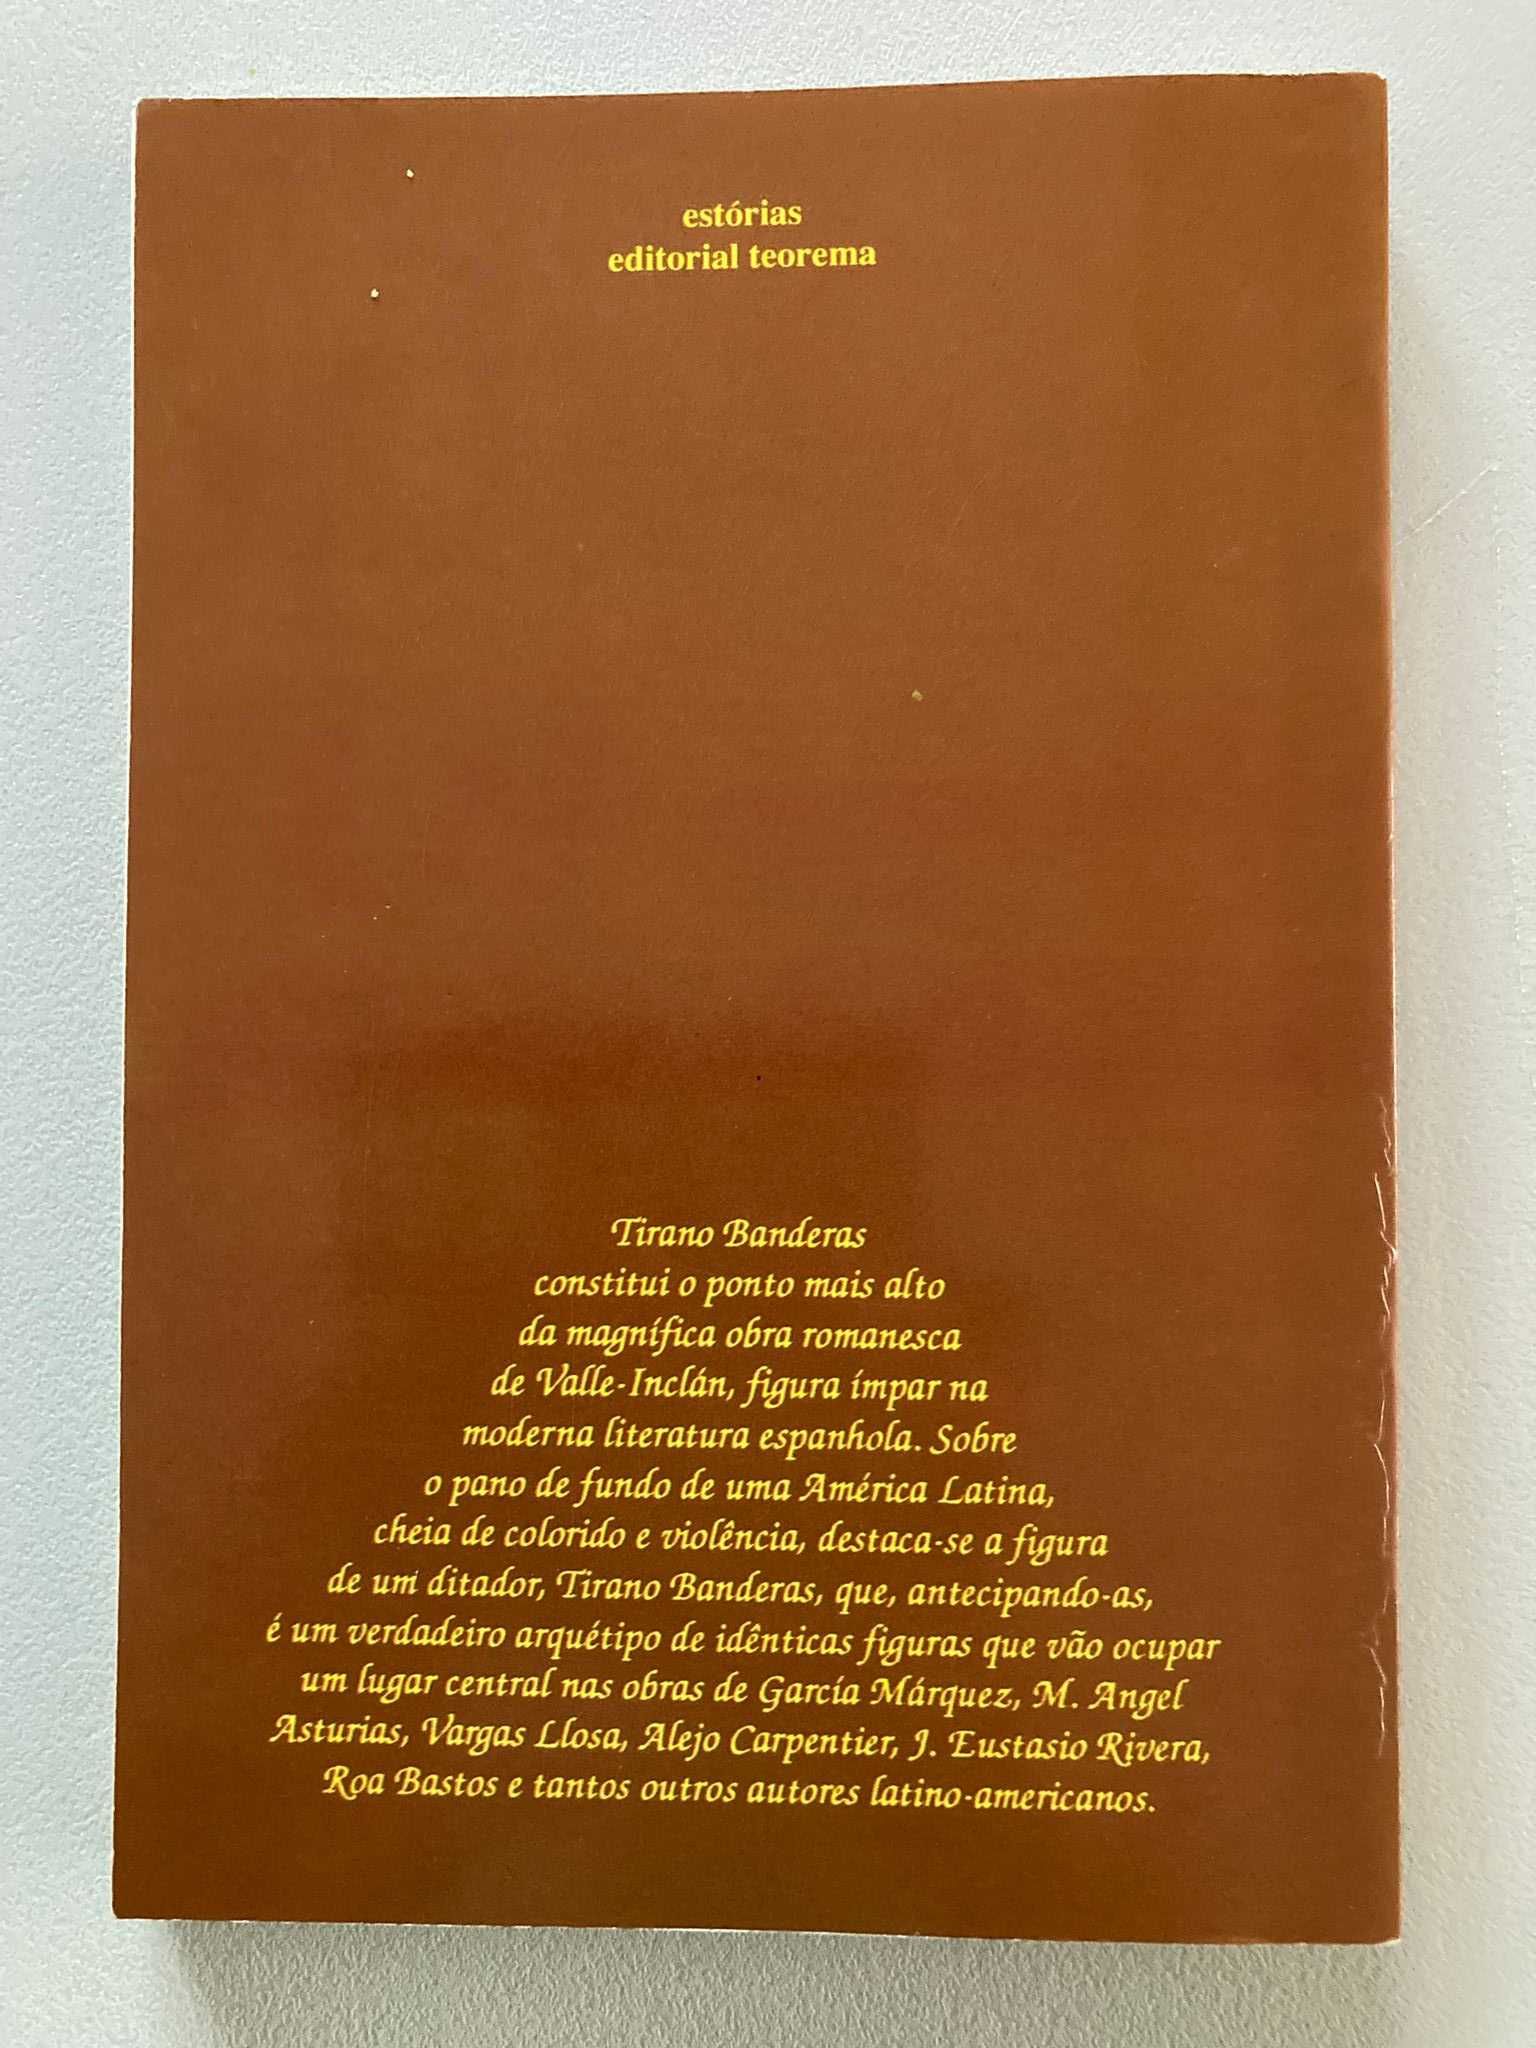 estórias
editorial teorema
Tirano Banderas
constitui o ponto mais alto
da magnífica obra romanesca
de Valle-Inclán, figura ímpar na
moderna literatura espanhola. Sobre
o pano de fundo de uma América Latina,
cheia de colorido e violência, destaca-se a figura
de um ditador, Tirano Banderas, que, antecipando-as,
é um verdadeiro arquétipo de idênticas figuras que vão ocupar
um lugar central nas obras de García Márquez, M. Angel
Asturias, Vargas Llosa, Alejo Carpentier, J. Eustasio Rivera,
Roa Bastos e tantos outros autores latino-americanos.